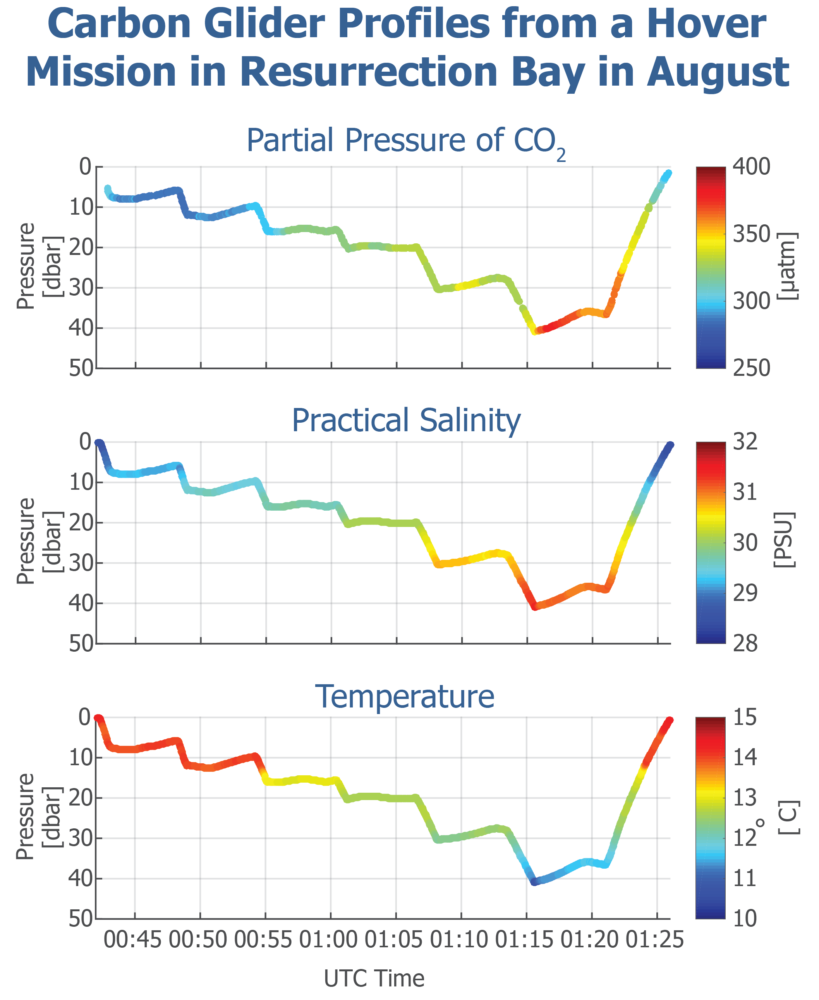 Carbon Glider Profiles from a Hover
Mission in Resurrection Bay in August
Partial Pressure of CO2
0
10
20
30
40
50
Pressure
[dbar]
400
350
300
250
[µatm]
Practical Salinity
0
10
20
30
40
50
Pressure
[dbar]
32
31
30
29
28
[PSU]
Temperature
0
10
20
30
40
50
Pressure
[dbar]
15
14
13
12°
11
10
[ C]
00:45 00:50 00:55 01:00 01:05 01:10 01:15 01:20 01:25
UTC Time